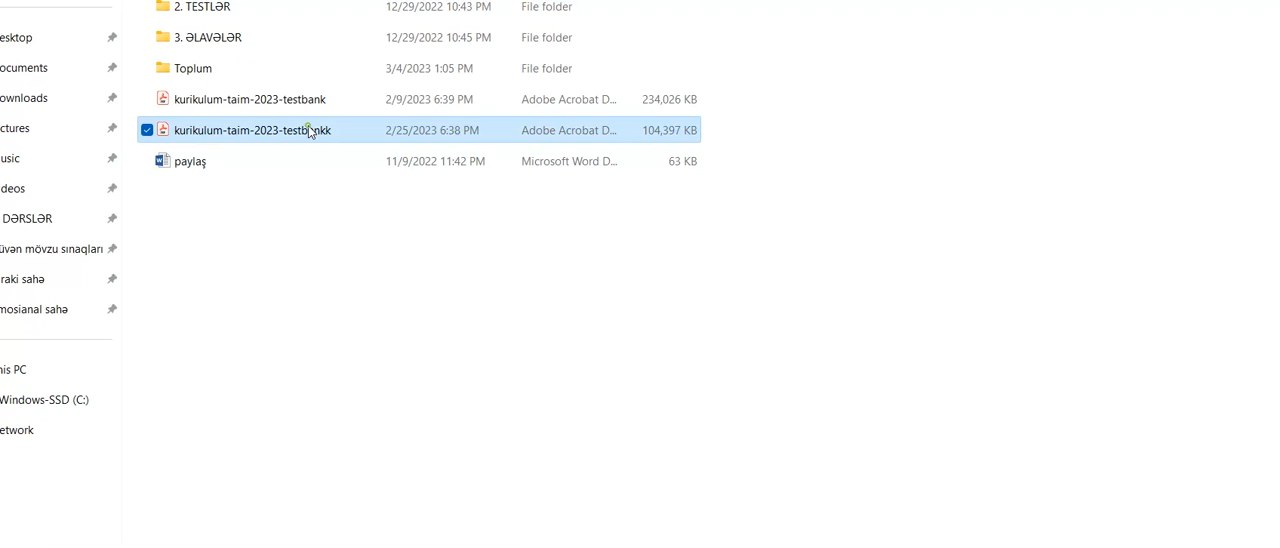 2. TESTLƏR 12/29/2022 10:43 PM File folder
3. ƏLAVƏLƏR 12/29/2022 10:45 PM File folder
Toplum 3/4/2023 1:05 PM File folder
kurikulum-taim-2023-testbank 2/9/2023 6:39 PM Adobe Acrobat D... 234,026 KB
kurikulum-taim-2023-testbankk 2/25/2023 6:38 PM Adobe Acrobat D... 104,397 KB
paylaş 11/9/2022 11:42 PM Microsoft Word D... 63 KB
esktop
ocuments
ownloads
ctures
usic
deos
DƏRSLƏR
üvən mövzu sınaqları
raki sahə
mosianal sahə
his PC
Windows-SSD (C:)
etwork